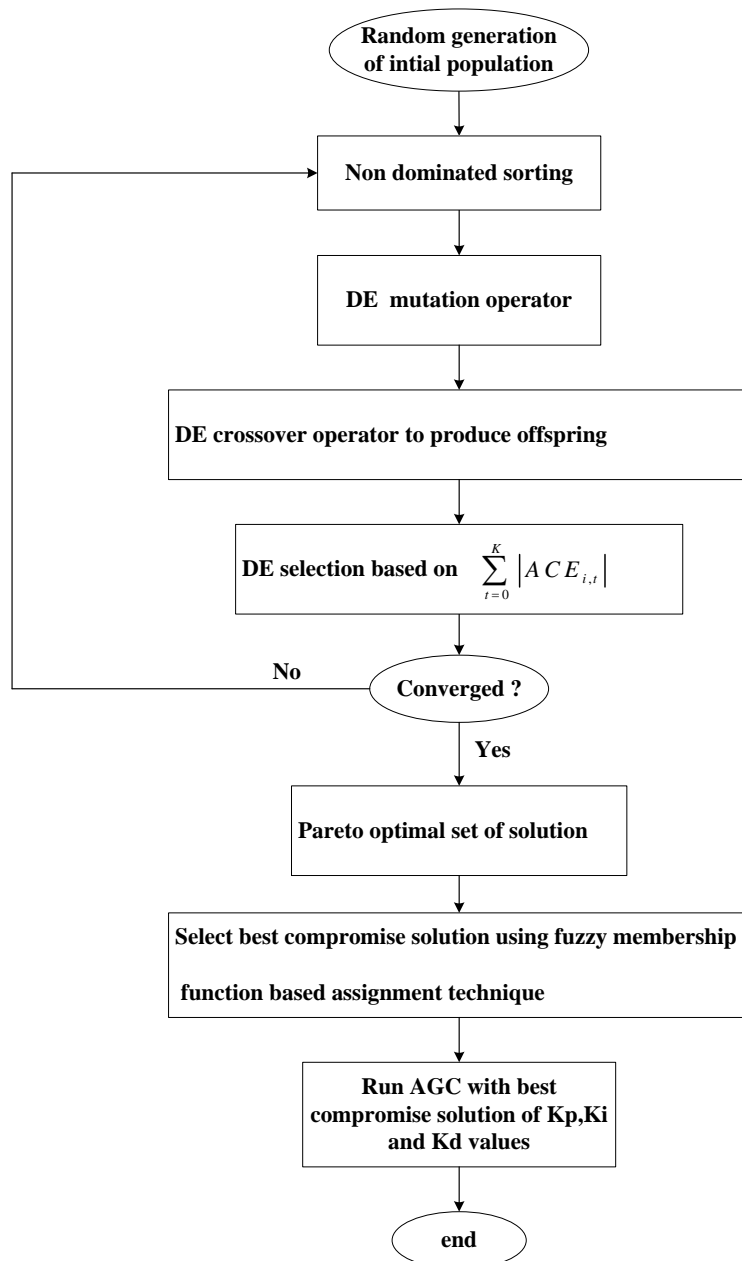 Random generation
of intial population
Non dominated sorting
DE mutation operator
DE crossover operator to produce offspring
DE selection based on $\sum_{t=0}^{K} |ACE_{i,t}|$
No
Converged ?
Yes
Pareto optimal set of solution
Select best compromise solution using fuzzy membership
function based assignment technique
Run AGC with best
compromise solution of Kp,Ki
and Kd values
end